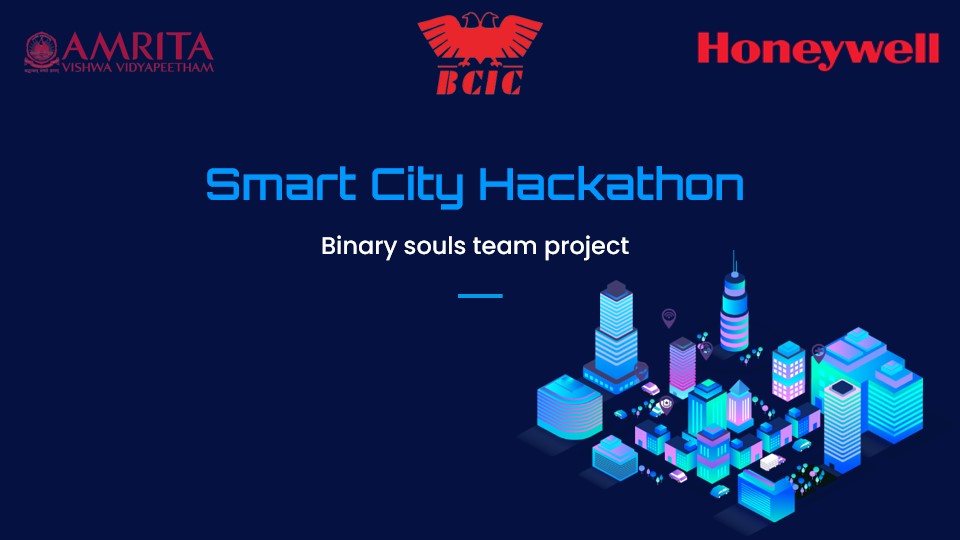 AMRITA
VISHWA VIDYAPEETHAM
BCIC
Honeywell
Smart City Hackathon
Binary souls team project